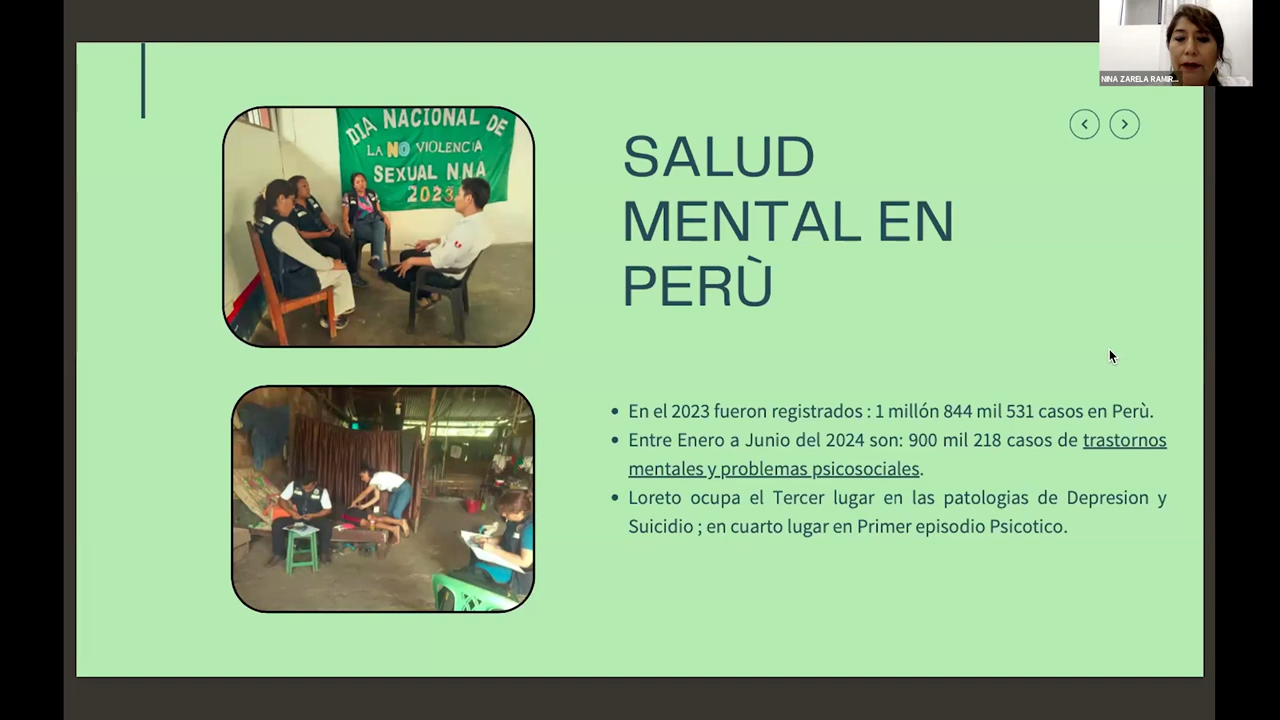 NINA ZARELA RAMIR...
DIA NACIONAL DE
LA NO VIOLENCIA
SEXUAL NNA
2023
SALUD
MENTAL EN
PERÙ
• En el 2023 fueron registrados : 1 millón 844 mil 531 casos en Perù.
• Entre Enero a Junio del 2024 son: 900 mil 218 casos de trastornos
mentales y problemas psicosociales.
• Loreto ocupa el Tercer lugar en las patologias de Depresion y
Suicidio ; en cuarto lugar en Primer episodio Psicotico.